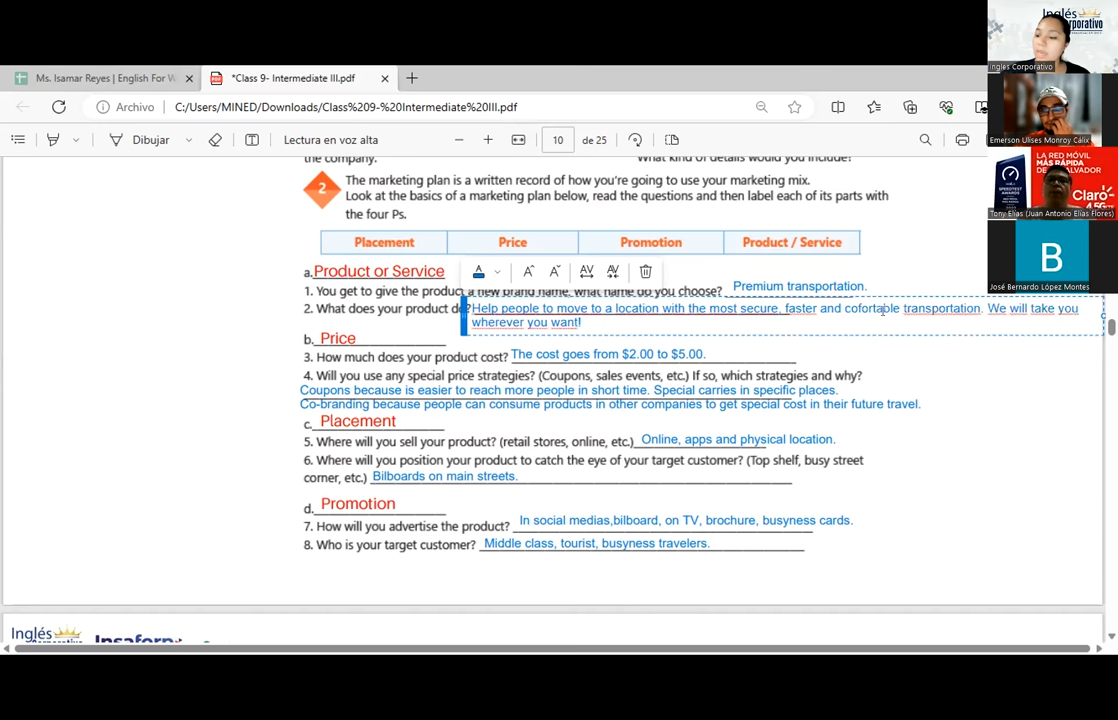 Ms. Isamar Reyes | English For W
*Class 9- Intermediate III.pdf
Archivo
C:/Users/MINED/Downloads/Class%209-%20Intermediate%20III.pdf
Dibujar
Lectura en voz alta
10
de 25
the company.
What kind of details would you include?
2
The marketing plan is a written record of how you're going to use your marketing mix.
Look at the basics of a marketing plan below, read the questions and then label each of its parts with
the four Ps.
Placement
Price
Promotion
Product / Service
a. Product or Service
1. You get to give the product a new brand name, what name do you choose? Premium transportation.
2. What does your product do? Help people to move to a location with the most secure, faster and cofortable transportation. We will take you
wherever you want!
b. Price
3. How much does your product cost? The cost goes from $2.00 to $5.00.
4. Will you use any special price strategies? (Coupons, sales events, etc.) If so, which strategies and why?
Coupons because is easier to reach more people in short time. Special carries in specific places.
Co-branding because people can consume products in other companies to get special cost in their future travel.
c. Placement
5. Where will you sell your product? (retail stores, online, etc.) Online, apps and physical location.
6. Where will you position your product to catch the eye of your target customer? (Top shelf, busy street
corner, etc.) Bilboards on main streets.
d. Promotion
7. How will you advertise the product? In social medias,bilboard, on TV, brochure, busyness cards.
8. Who is your target customer? Middle class, tourist, busyness travelers.
Inglés
Corporativo
Insaforp
Inglés
Corporativo
Ingles Corporativo
Emerson Ulises Monroy Cálix
LA RED MÓVIL
MÁS RÁPIDA
SPEEDTEST
AWARDS
Claro
4.5G
Tony Elias (Juan Antonio Elias Flores)
B
José Bernardo López Montes